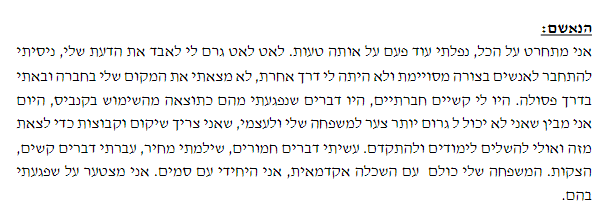 הנאשם:
אני מתחרט על הכל, נפלתי עוד פעם על אותה טעות. לאט לאט גרם לי לאבד את הדעת שלי, ניסיתי
להתחבר לאנשים בצורה מסויימת ולא היתה לי דרך אחרת, לא מצאתי את המקום שלי בחברה ובאתי
בדרך פסולה. היו לי קשיים חברתיים, היו דברים שנפגעתי מהם כתוצאה מהשימוש בקנביס, היום
אני מבין שאני לא יכול ל גרום יותר צער למשפחה שלי ולעצמי, שאני צריך שיקום וקבוצות כדי לצאת
מזה ואולי להשלים לימודים ולהתקדם. עשיתי דברים חמורים, שילמתי מחיר, עברתי דברים קשים,
הצקות. המשפחה שלי כולם  עם השכלה אקדמאית, אני היחידי עם סמים. אני מצטער על שפגעתי
בהם.